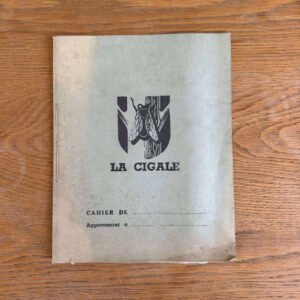 LA CIGALE
CAHIER DE
Appartenant à